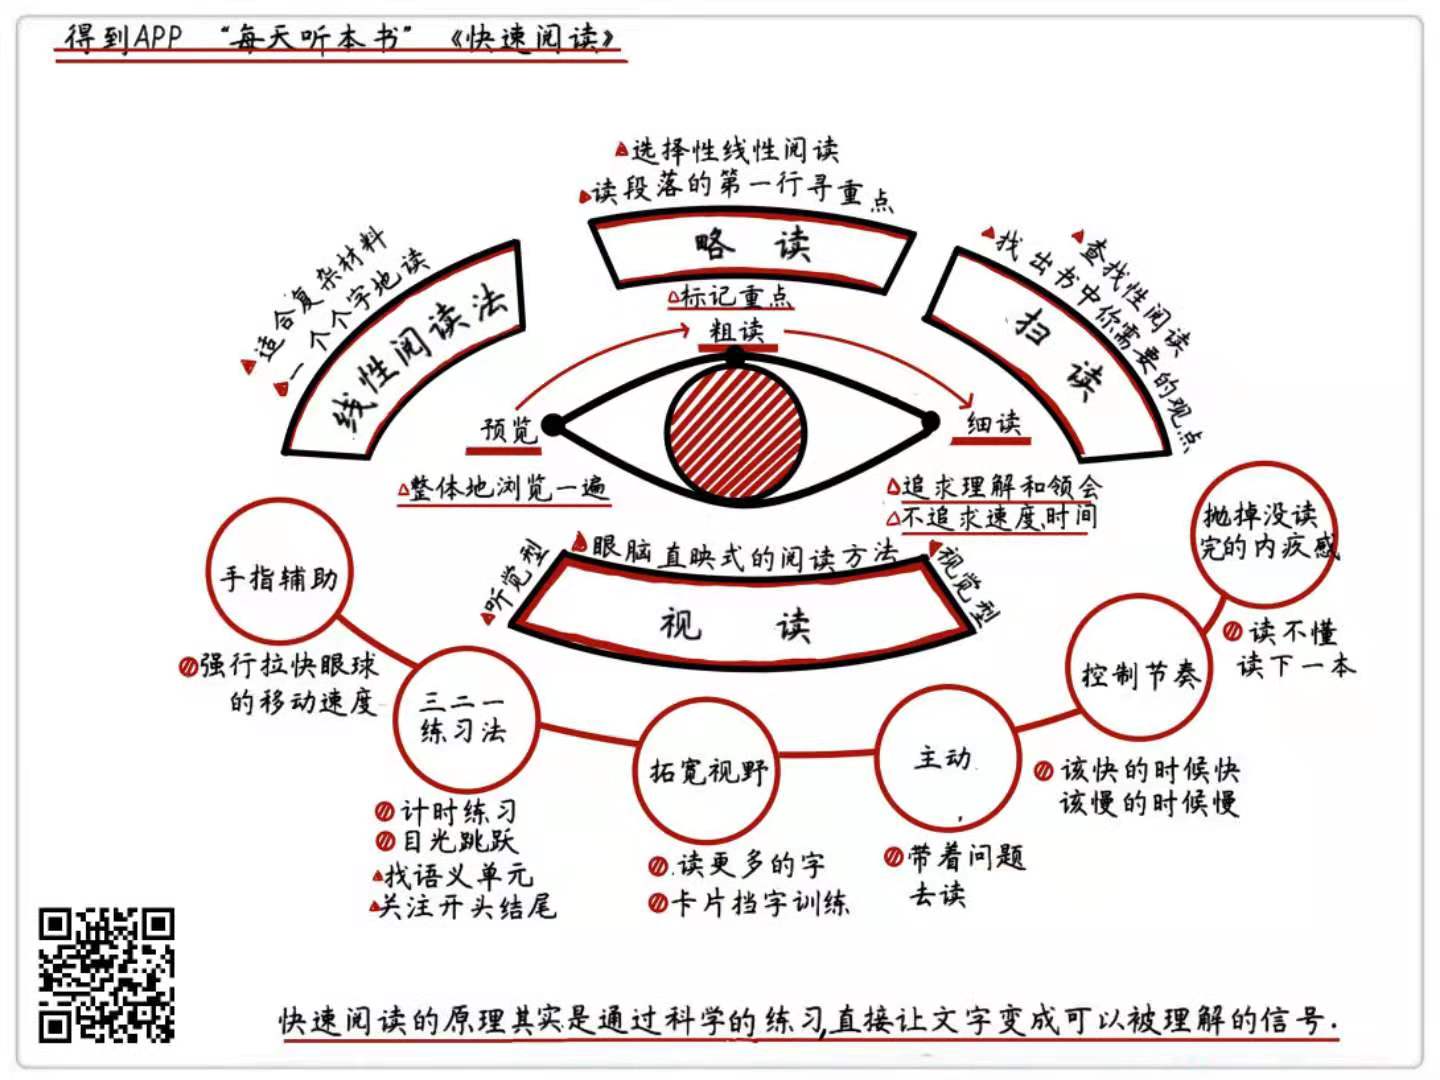 得到APP “每天听本书” 《快速阅读》
选择性线性阅读
读段落的第一行寻重点
略 读
标记重点
适合复杂材料
一个个字地读
线性阅读法
查找性阅读
找出书中你需要的观点
扫 读
粗读
预览
整体地浏览一遍
细读
追求理解和领会
不追求速度、时间
听觉型
眼脑直映式的阅读方法
视觉型
视 读
手指辅助
强行拉快眼球
的移动速度
三二一
练习法
计时练习
目光跳跃
找语义单元
关注开头结尾
拓宽视野
读更多的字
卡片挡字训练
主动
带着问题
去读
控制节奏
该快的时候快
该慢的时候慢
抛掉没读
完的内疚感
读不懂
读下一本
快速阅读的原理其实是通过科学的练习,直接让文字变成可以被理解的信号.